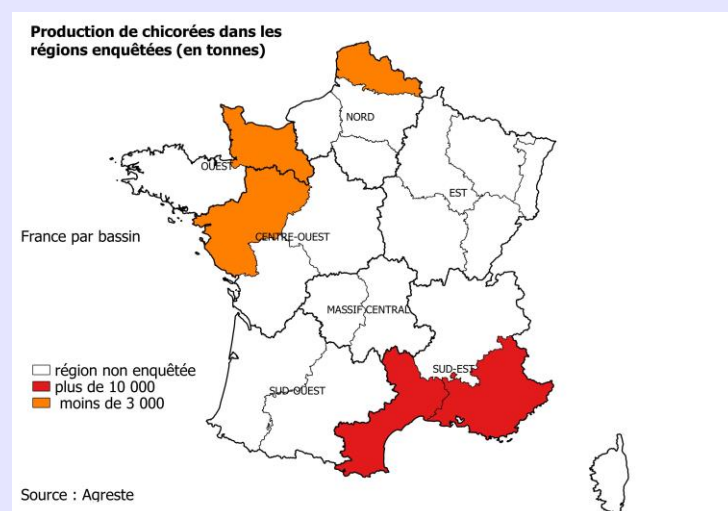 Production de chicorées dans les
régions enquêtées (en tonnes)
NORD
OUEST
EST
France par bassin
CENTRE-OUEST
MASSIF CENTRAL
SUD-EST
SUD-OUEST
région non enquêtée
plus de 10 000
moins de 3 000
Source : Agreste